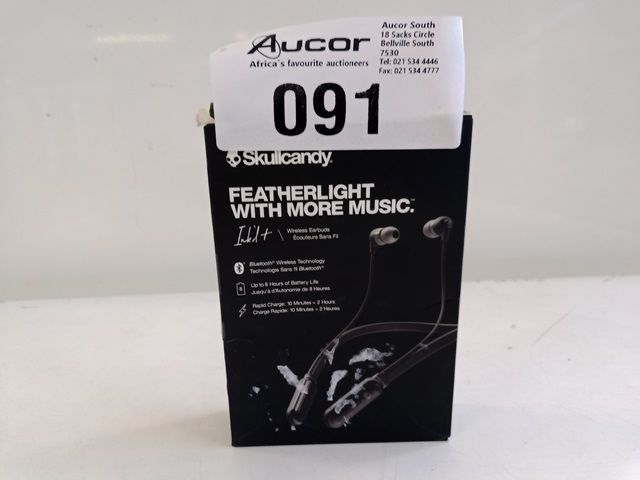 Aucor
Africa's favourite auctioneers
Aucor South
18 Sacks Circle
Bellville South
7530
Tel: 021 534 4446
Fax: 021 534 4777
091
Skullcandy
FEATHERLIGHT
WITH MORE MUSIC.
Ink'd +
Wireless Earbuds
Écouteurs Sans Fil
Bluetooth® Wireless Technology
Technologie Sans fil Bluetooth®
Up to 8 Hours of Battery Life
Jusqu'à d'Autonomie de 8 Heures
Rapid Charge: 10 Minutes = 2 Hours
Charge Rapide: 10 Minutes = 2 Heures